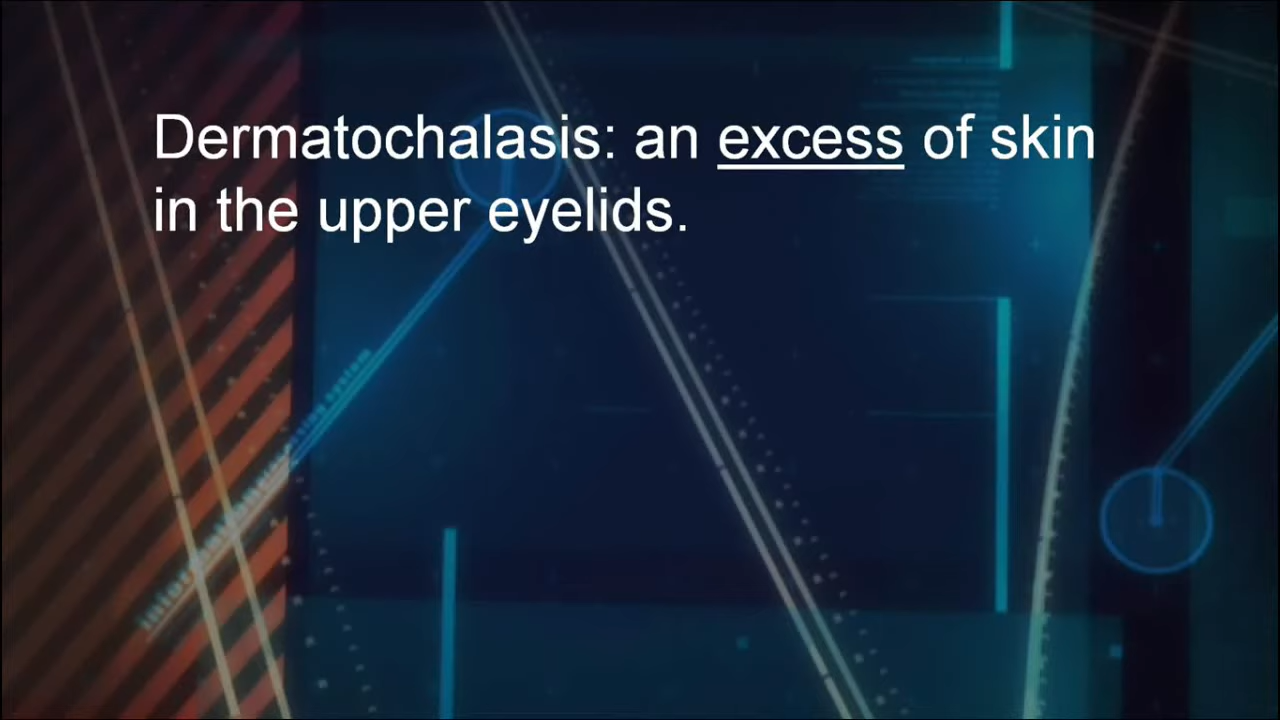 Dermatochalasis: an excess of skin
in the upper eyelids.